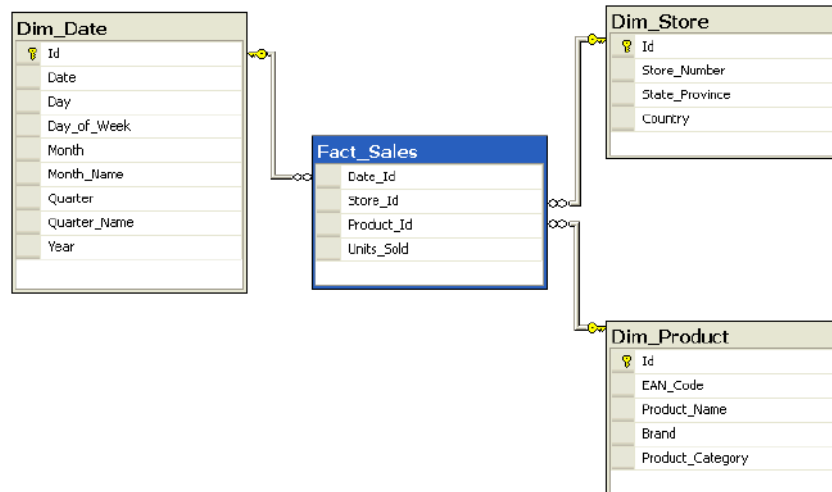 Dim_Date
Id
Date
Day
Day_of_Week
Month
Month_Name
Quarter
Quarter_Name
Year
Fact_Sales
Date_Id
Store_Id
Product_Id
Units_Sold
Dim_Store
Id
Store_Number
State_Province
Country
Dim_Product
Id
EAN_Code
Product_Name
Brand
Product_Category